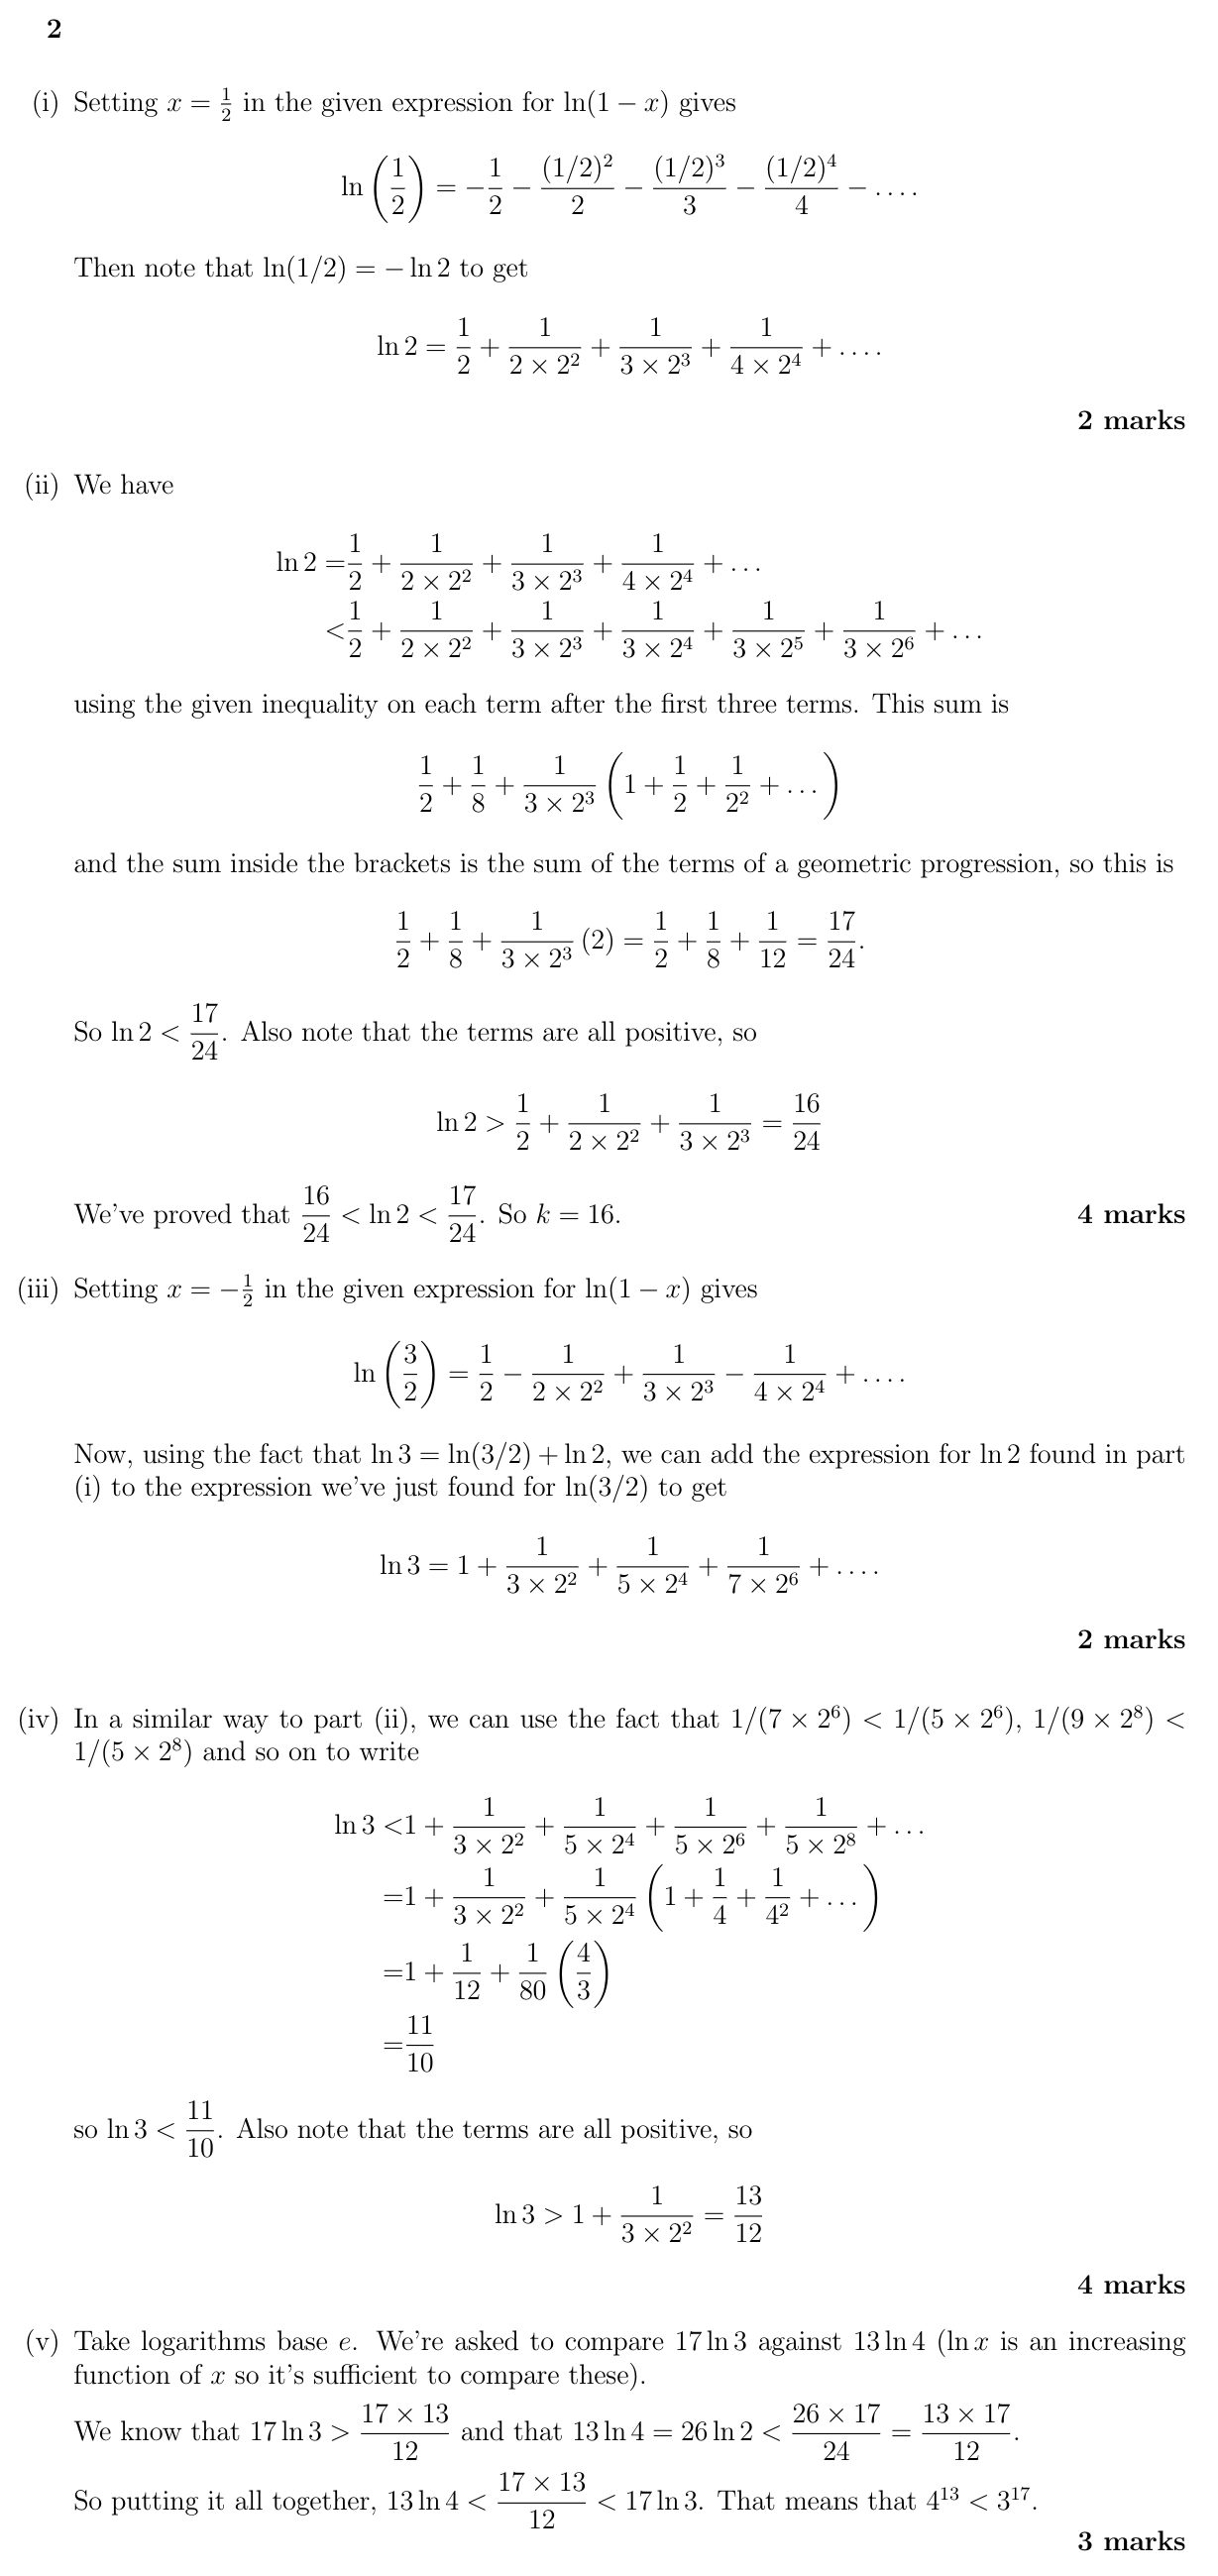 2
(i) Setting $x = \frac{1}{2}$ in the given expression for $\ln(1-x)$ gives
$\ln\left(\frac{1}{2}\right) = -\frac{1}{2} - \frac{(1/2)^2}{2} - \frac{(1/2)^3}{3} - \frac{(1/2)^4}{4} - \dots.$
Then note that $\ln(1/2) = -\ln 2$ to get
$\ln 2 = \frac{1}{2} + \frac{1}{2 \times 2^2} + \frac{1}{3 \times 2^3} + \frac{1}{4 \times 2^4} + \dots.$
2 marks
(ii) We have
$\ln 2 = \frac{1}{2} + \frac{1}{2 \times 2^2} + \frac{1}{3 \times 2^3} + \frac{1}{4 \times 2^4} + \dots$
$< \frac{1}{2} + \frac{1}{2 \times 2^2} + \frac{1}{3 \times 2^3} + \frac{1}{3 \times 2^4} + \frac{1}{3 \times 2^5} + \frac{1}{3 \times 2^6} + \dots$
using the given inequality on each term after the first three terms. This sum is
$\frac{1}{2} + \frac{1}{8} + \frac{1}{3 \times 2^3}\left(1 + \frac{1}{2} + \frac{1}{2^2} + \dots\right)$
and the sum inside the brackets is the sum of the terms of a geometric progression, so this is
$\frac{1}{2} + \frac{1}{8} + \frac{1}{3 \times 2^3}(2) = \frac{1}{2} + \frac{1}{8} + \frac{1}{12} = \frac{17}{24}.$
So $\ln 2 < \frac{17}{24}$. Also note that the terms are all positive, so
$\ln 2 > \frac{1}{2} + \frac{1}{2 \times 2^2} + \frac{1}{3 \times 2^3} = \frac{16}{24}$
We've proved that $\frac{16}{24} < \ln 2 < \frac{17}{24}$. So $k = 16$. 4 marks
(iii) Setting $x = -\frac{1}{2}$ in the given expression for $\ln(1-x)$ gives
$\ln\left(\frac{3}{2}\right) = \frac{1}{2} - \frac{1}{2 \times 2^2} + \frac{1}{3 \times 2^3} - \frac{1}{4 \times 2^4} + \dots.$
Now, using the fact that $\ln 3 = \ln(3/2) + \ln 2$, we can add the expression for $\ln 2$ found in part
(i) to the expression we've just found for $\ln(3/2)$ to get
$\ln 3 = 1 + \frac{1}{3 \times 2^2} + \frac{1}{5 \times 2^4} + \frac{1}{7 \times 2^6} + \dots.$
2 marks
(iv) In a similar way to part (ii), we can use the fact that $1/(7 \times 2^6) < 1/(5 \times 2^6)$, $1/(9 \times 2^8) <$
$1/(5 \times 2^8)$ and so on to write
$\ln 3 < 1 + \frac{1}{3 \times 2^2} + \frac{1}{5 \times 2^4} + \frac{1}{5 \times 2^6} + \frac{1}{5 \times 2^8} + \dots$
$= 1 + \frac{1}{3 \times 2^2} + \frac{1}{5 \times 2^4}\left(1 + \frac{1}{4} + \frac{1}{4^2} + \dots\right)$
$= 1 + \frac{1}{12} + \frac{1}{80}\left(\frac{4}{3}\right)$
$= \frac{11}{10}$
so $\ln 3 < \frac{11}{10}$. Also note that the terms are all positive, so
$\ln 3 > 1 + \frac{1}{3 \times 2^2} = \frac{13}{12}$
4 marks
(v) Take logarithms base $e$. We're asked to compare $17 \ln 3$ against $13 \ln 4$ ($\ln x$ is an increasing
function of $x$ so it's sufficient to compare these).
We know that $17 \ln 3 > \frac{17 \times 13}{12}$ and that $13 \ln 4 = 26 \ln 2 < \frac{26 \times 17}{24} = \frac{13 \times 17}{12}$.
So putting it all together, $13 \ln 4 < \frac{17 \times 13}{12} < 17 \ln 3$. That means that $4^{13} < 3^{17}$.
3 marks